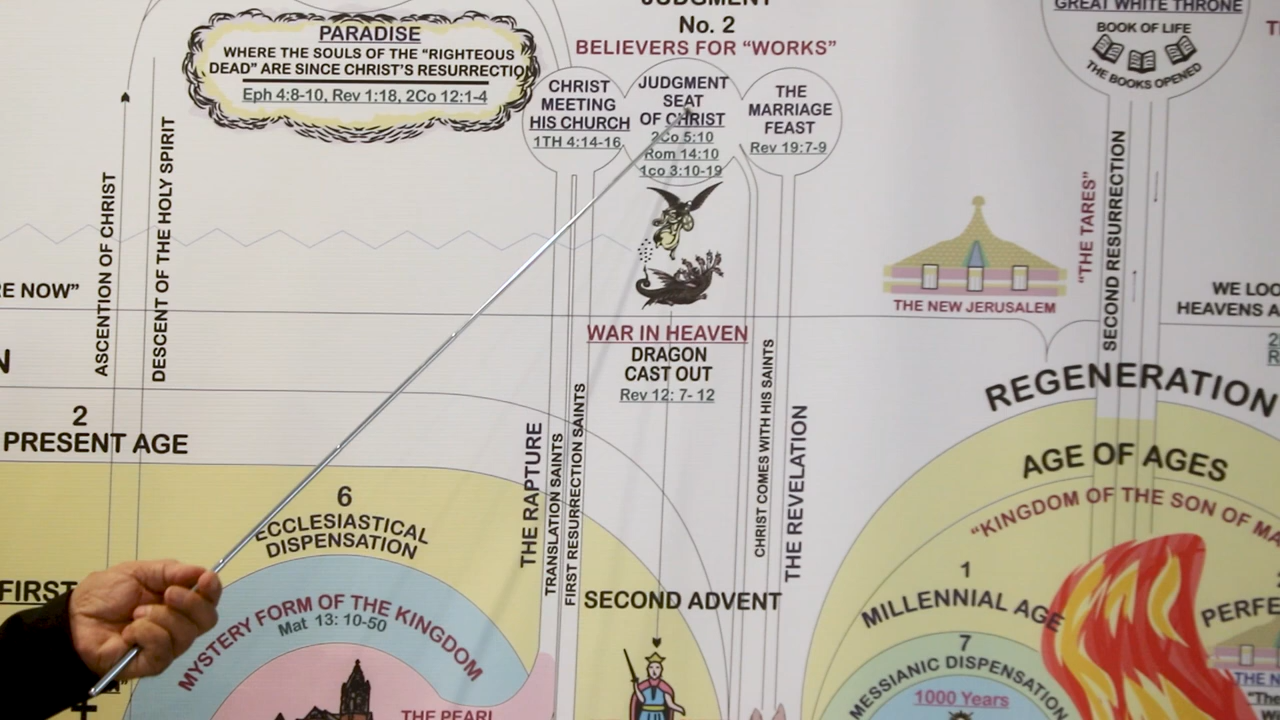 PARADISE
WHERE THE SOULS OF THE “RIGHTEOUS
DEAD” ARE SINCE CHRIST’S RESURRECTION
Eph 4:8-10, Rev 1:18, 2Co 12:1-4
JUDGMENT
No. 2
BELIEVERS FOR “WORKS”
CHRIST
MEETING
HIS CHURCH
1TH 4:14-16
JUDGMENT
SEAT
OF CHRIST
2Co 5:10
Rom 14:10
1co 3:10-19
THE
MARRIAGE
FEAST
Rev 19:7-9
GREAT WHITE THRONE
BOOK OF LIFE
THE BOOKS OPENED
ASCENTION OF CHRIST
DESCENT OF THE HOLY SPIRIT
RE NOW”
WAR IN HEAVEN
DRAGON
CAST OUT
Rev 12: 7- 12
THE NEW JERUSALEM
“THE TARES”
SECOND RESURRECTION
WE LOO
HEAVENS A
2
PRESENT AGE
THE RAPTURE
TRANSLATION SAINTS
FIRST RESURRECTION SAINTS
CHRIST COMES WITH HIS SAINTS
THE REVELATION
REGENERATION
AGE OF AGES
“KINGDOM OF THE SON OF MA
6
ECCLESIASTICAL
DISPENSATION
FIRST
MYSTERY FORM OF THE KINGDOM
Mat 13: 10-50
THE PEARL
SECOND ADVENT
1
MILLENNIAL AGE
PERFE
7
MESSIANIC DISPENSATION
1000 Years
THE N
"The